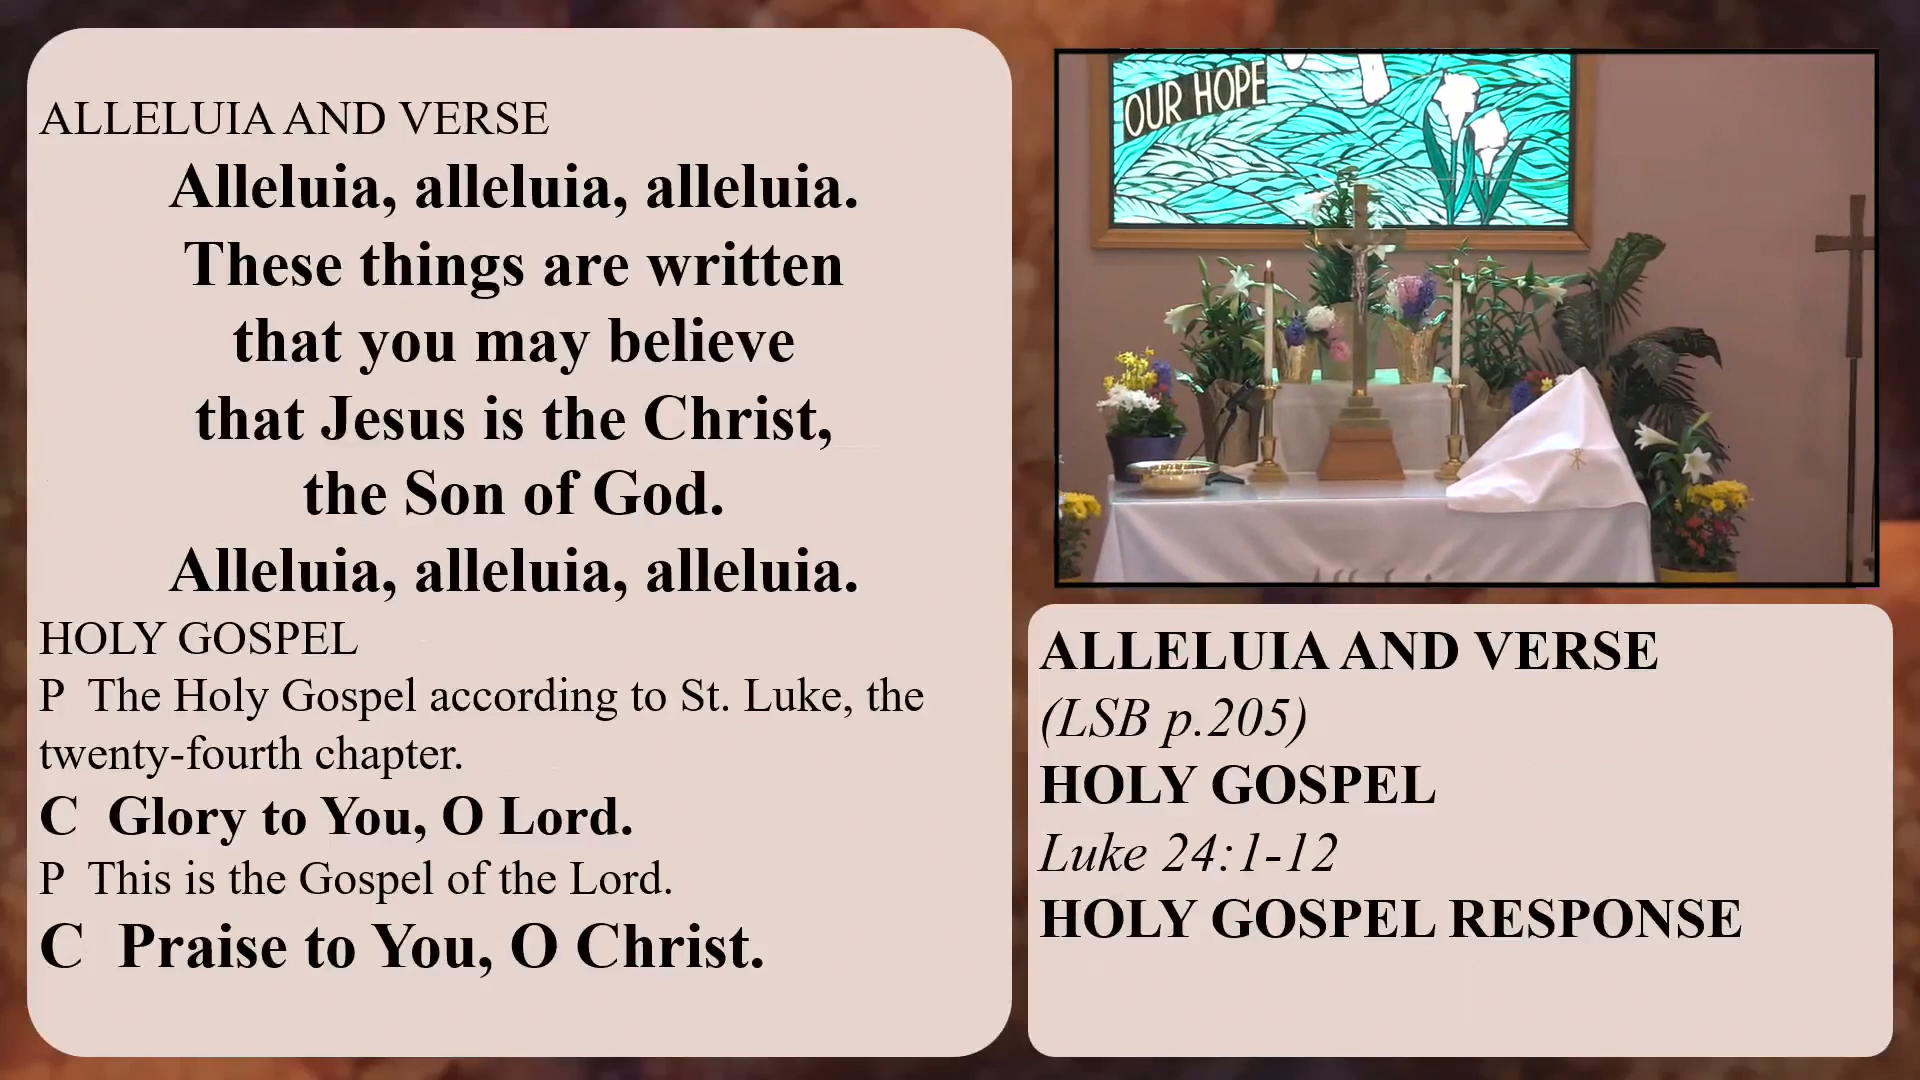 ALLELUIA AND VERSE
Alleluia, alleluia, alleluia.
These things are written
that you may believe
that Jesus is the Christ,
the Son of God.
Alleluia, alleluia, alleluia.
HOLY GOSPEL
P The Holy Gospel according to St. Luke, the
twenty-fourth chapter.
C Glory to You, O Lord.
P This is the Gospel of the Lord.
C Praise to You, O Christ.
OUR HOPE
ALLELUIA AND VERSE
(LSB p.205)
HOLY GOSPEL
Luke 24:1-12
HOLY GOSPEL RESPONSE